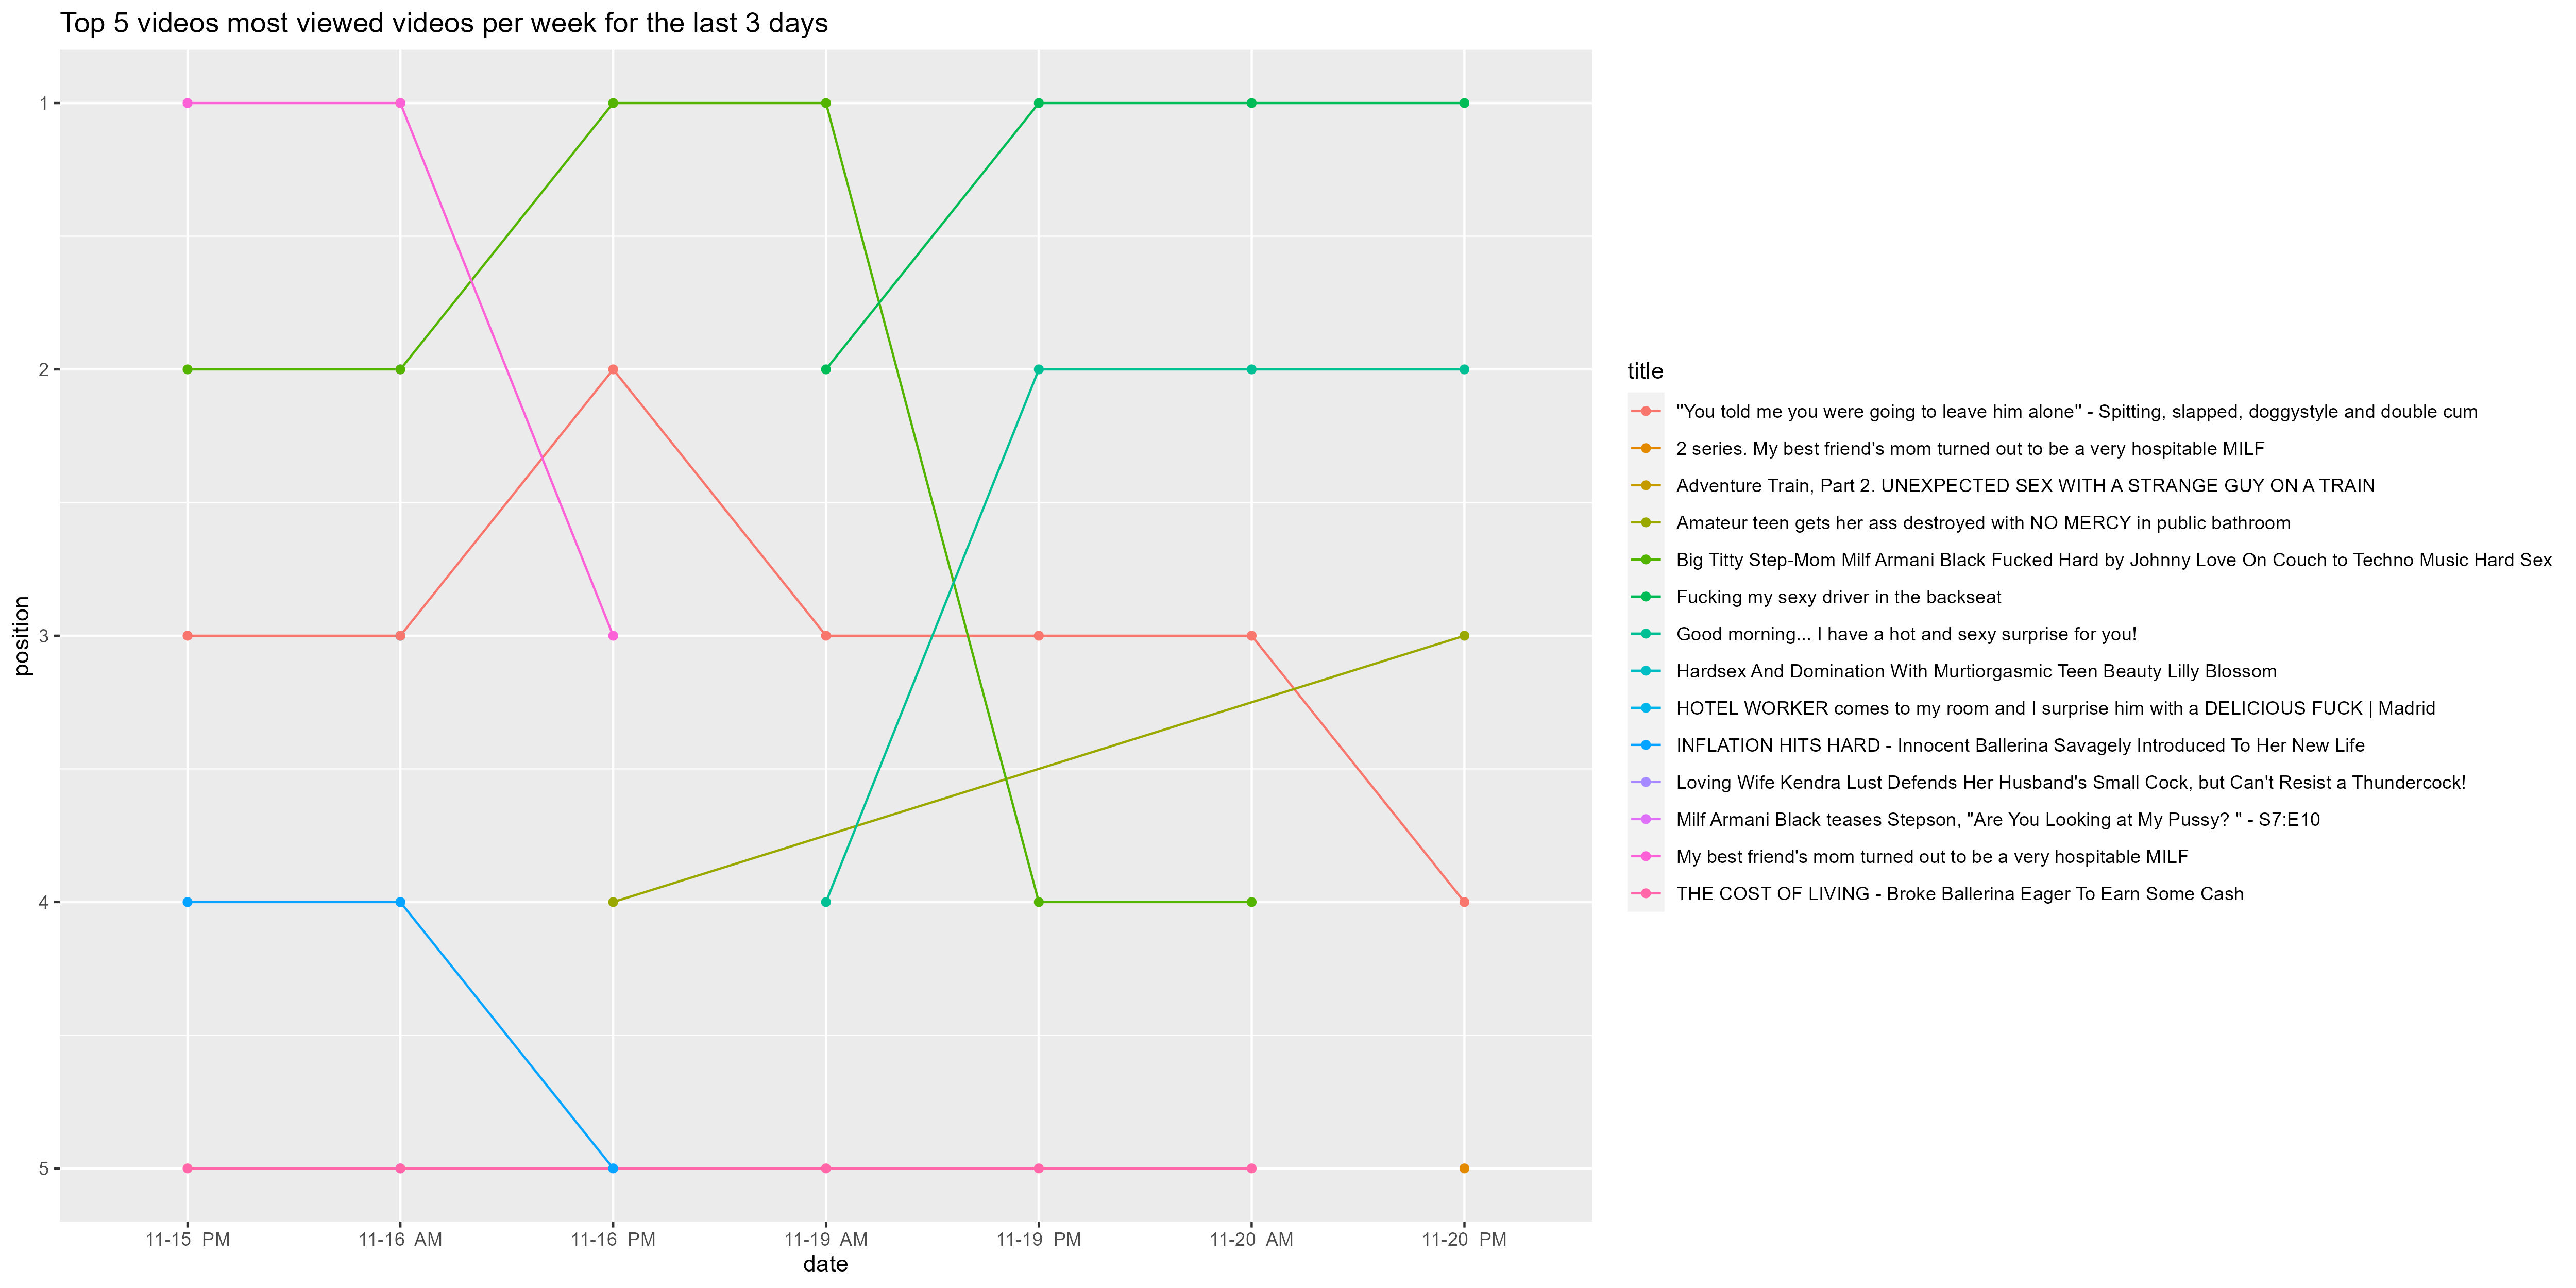 Top 5 videos most viewed videos per week for the last 3 days
position
1
2
3
4
5
11-15 PM
11-16 AM
11-16 PM
11-19 AM
11-19 PM
11-20 AM
11-20 PM
date
title
"You told me you were going to leave him alone" - Spitting, slapped, doggystyle and double cum
2 series. My best friend's mom turned out to be a very hospitable MILF
Adventure Train, Part 2. UNEXPECTED SEX WITH A STRANGE GUY ON A TRAIN
Amateur teen gets her ass destroyed with NO MERCY in public bathroom
Big Titty Step-Mom Milf Armani Black Fucked Hard by Johnny Love On Couch to Techno Music Hard Sex
Fucking my sexy driver in the backseat
Good morning... I have a hot and sexy surprise for you!
Hardsex And Domination With Murtiorgasmic Teen Beauty Lilly Blossom
HOTEL WORKER comes to my room and I surprise him with a DELICIOUS FUCK | Madrid
INFLATION HITS HARD - Innocent Ballerina Savagely Introduced To Her New Life
Loving Wife Kendra Lust Defends Her Husband's Small Cock, but Can't Resist a Thundercock!
Milf Armani Black teases Stepson, "Are You Looking at My Pussy? " - S7:E10
My best friend's mom turned out to be a very hospitable MILF
THE COST OF LIVING - Broke Ballerina Eager To Earn Some Cash